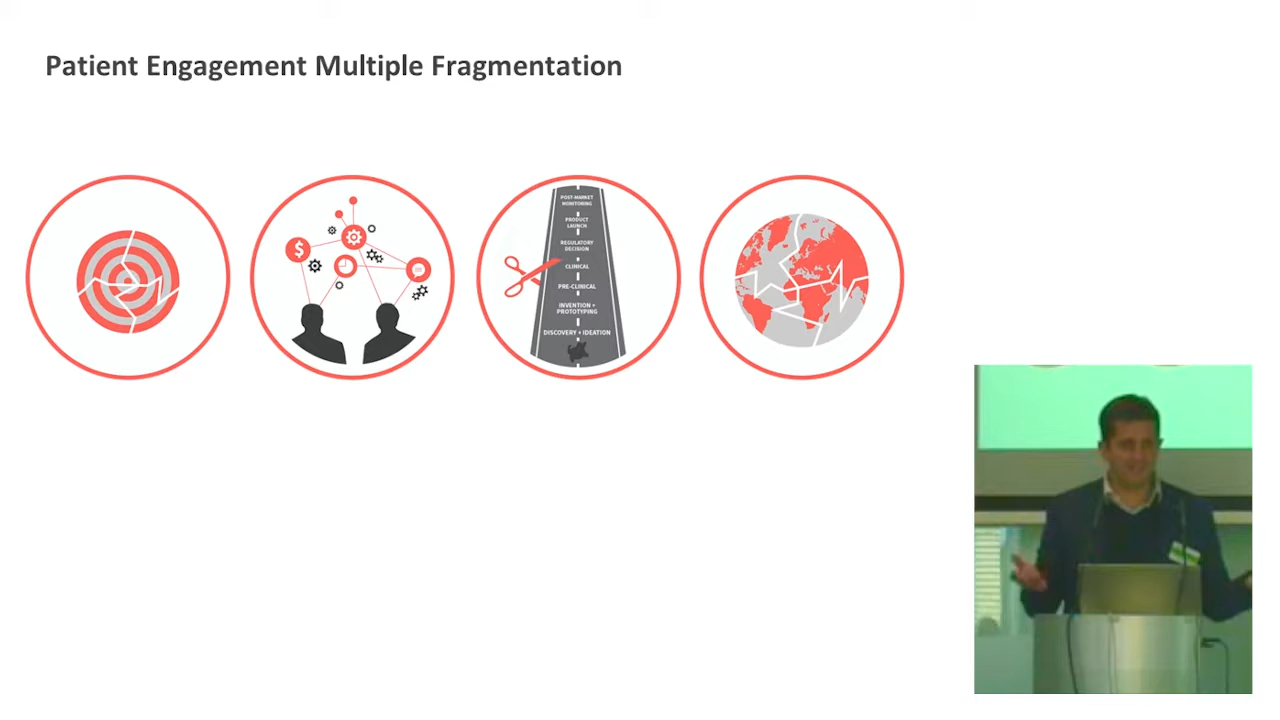 Patient Engagement Multiple Fragmentation
$
POST-MARKET
MONITORING
PRODUCT
LAUNCH
REGULATORY
DECISION
CLINICAL
PRE-CLINICAL
INVENTION +
PROTOTYPING
DISCOVERY + IDEATION